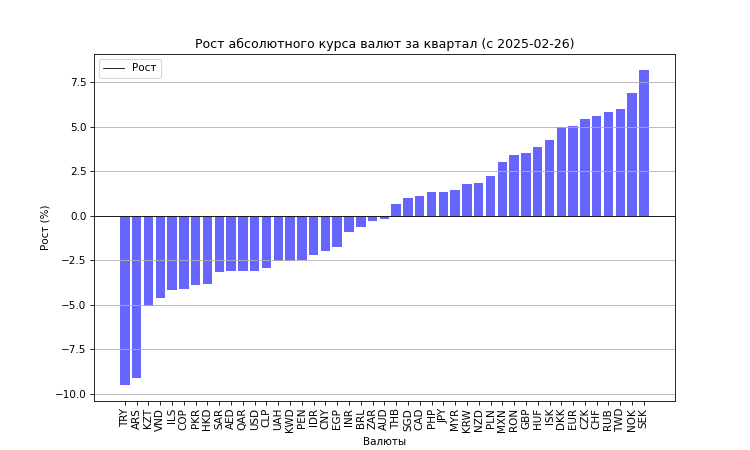 Рост абсолютного курса валют за квартал (с 2025-02-26)
Рост
7.5
5.0
2.5
0.0
−2.5
−5.0
−7.5
−10.0
Рост (%)
TRY ARS KZT VND ILS COP PKR HKD SAR AED QAR USD CLP UAH KWD PEN IDR CNY EGP INR BRL ZAR AUD THB SGD CAD PHP JPY MYR KRW NZD PLN MXN RON GBP HUF ISK DKK EUR CZK CHF RUB TWD NOK SEK
Валюты